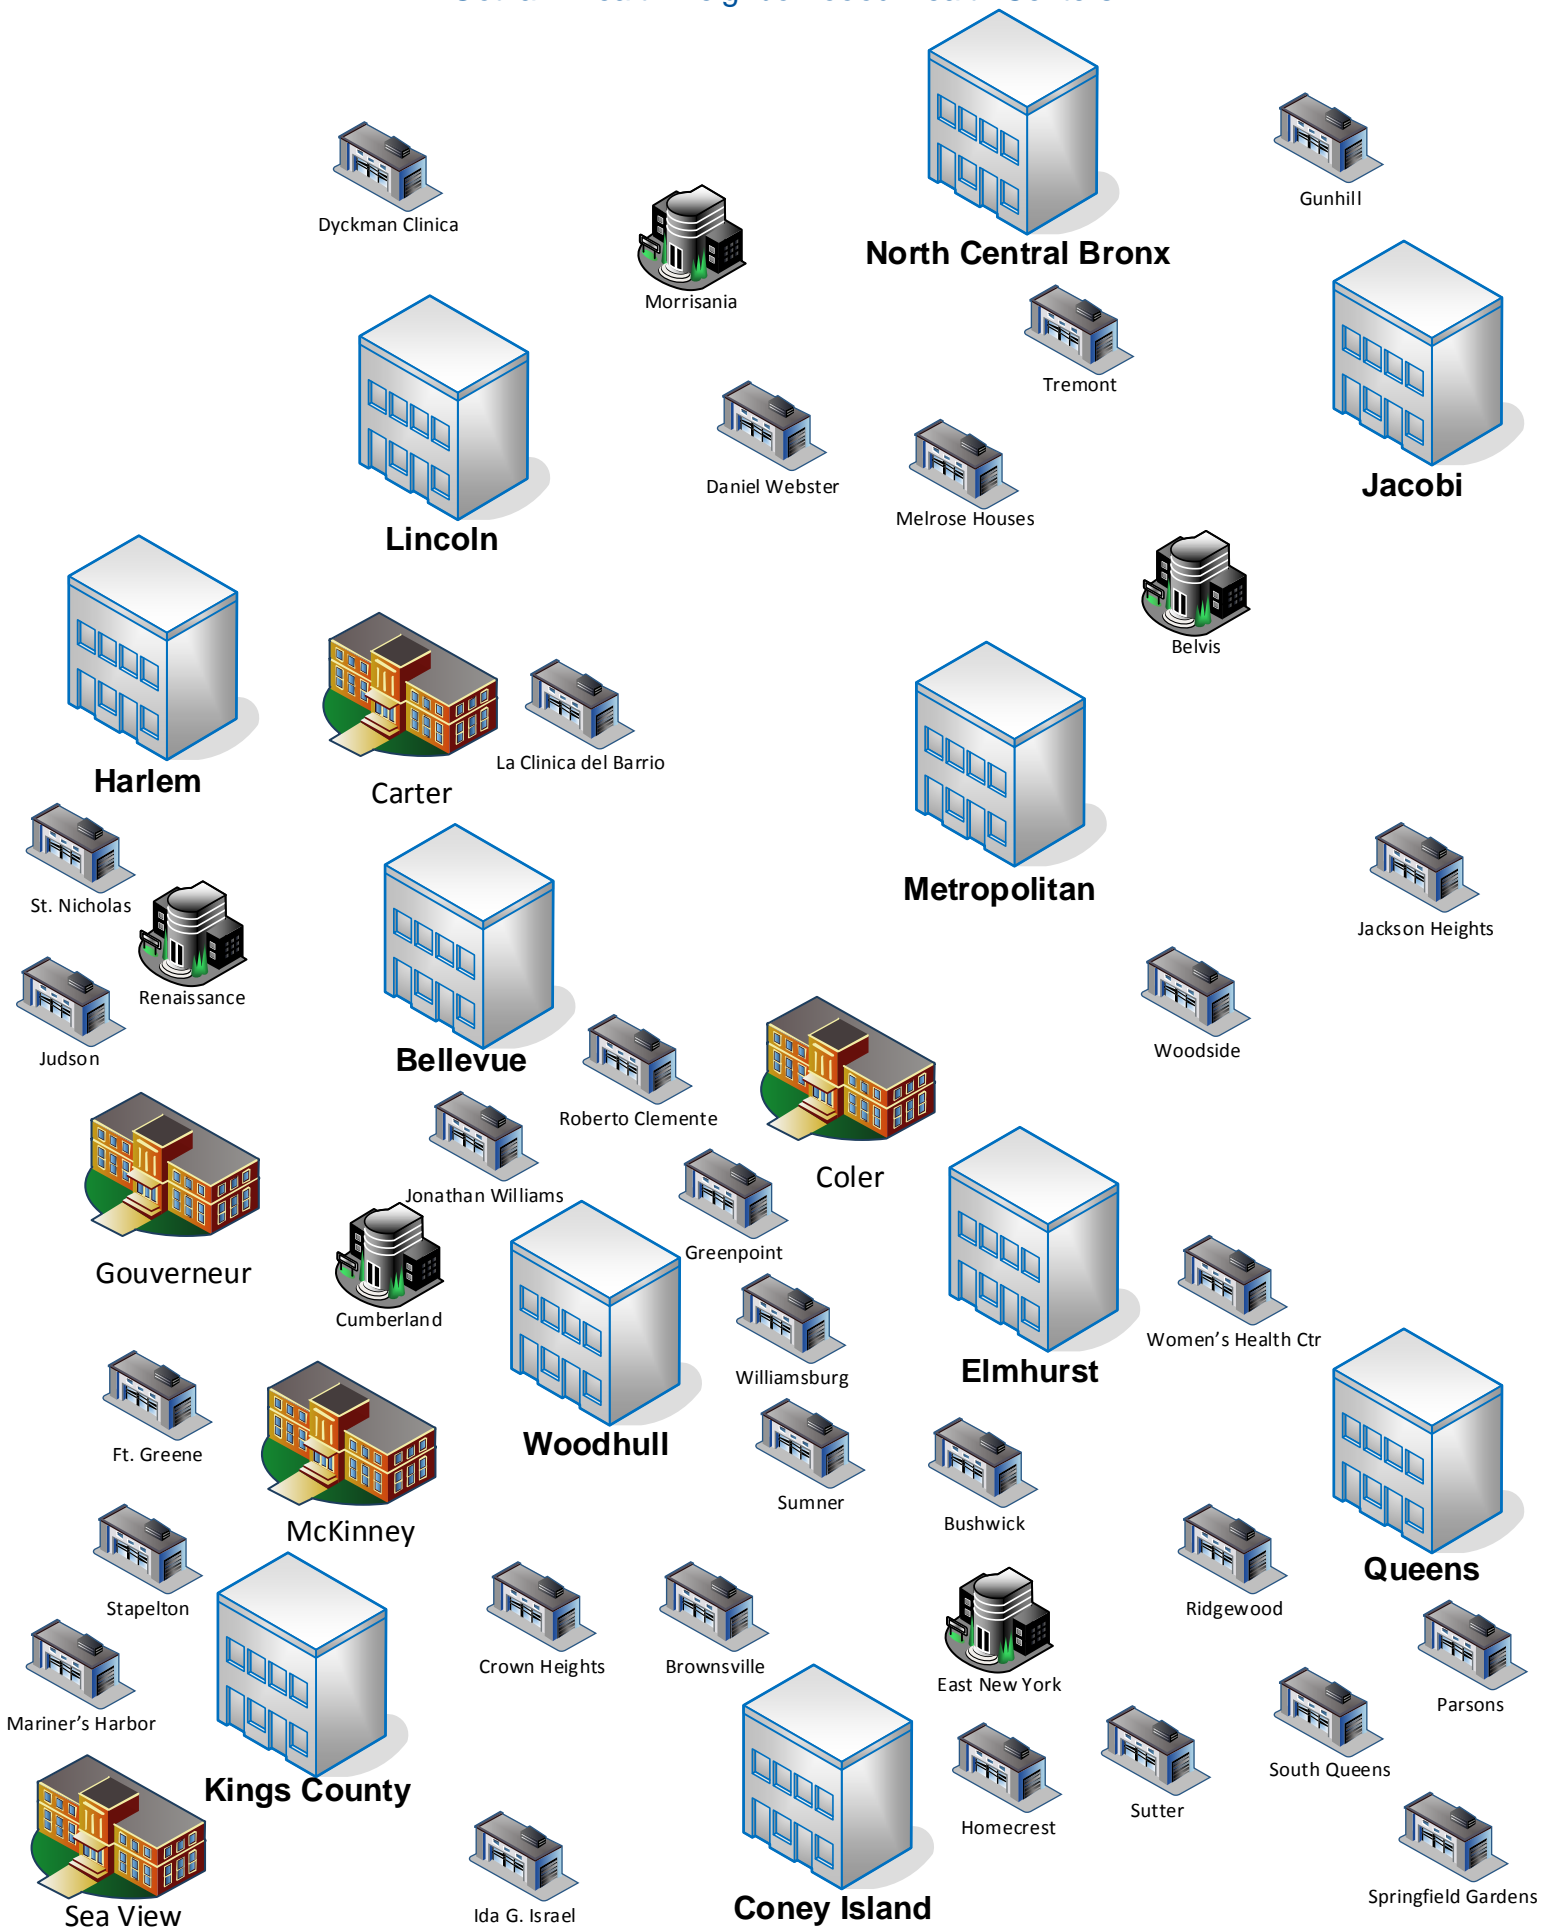 Dyckman Clinica
Gunhill
North Central Bronx
Morrisania
Tremont
Daniel Webster
Jacobi
Melrose Houses
Lincoln
Belvis
Harlem
La Clinica del Barrio
Carter
Metropolitan
St. Nicholas
Jackson Heights
Renaissance
Judson
Bellevue
Woodside
Roberto Clemente
Coler
Jonathan Williams
Greenpoint
Gouverneur
Cumberland
Women's Health Ctr
Elmhurst
Williamsburg
Woodhull
Ft. Greene
Sumner
Bushwick
McKinney
Queens
Stapelton
Ridgewood
Crown Heights
Brownsville
East New York
Parsons
Mariner's Harbor
South Queens
Kings County
Sutter
Homecrest
Springfield Gardens
Coney Island
Ida G. Israel
Sea View